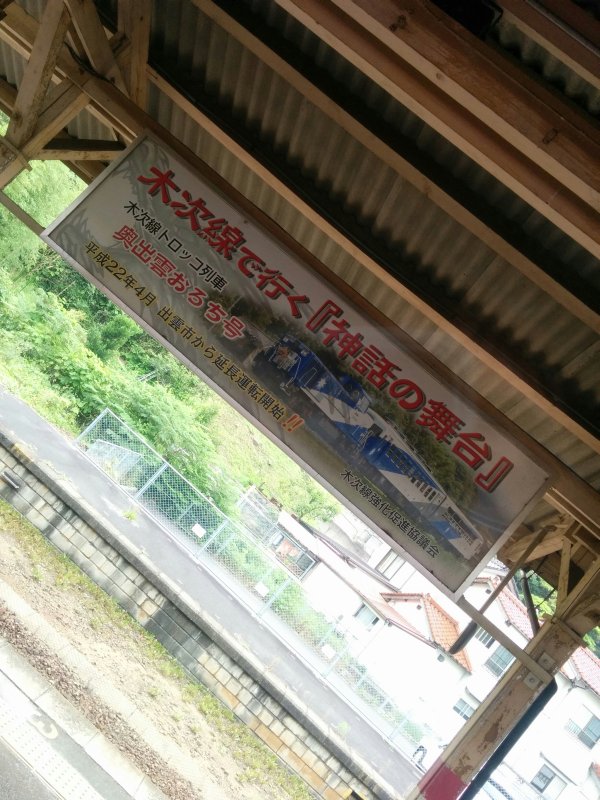 木次線で行く『神話の舞台』
木次線トロッコ列車
奥出雲おろち号
平成22年4月 出雲市から延長運転開始!!
木次線強化促進協議会